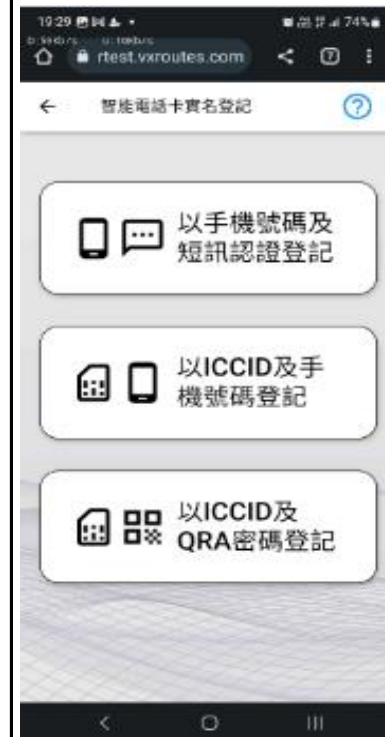 19:29
74%
rtest.vxroutes.com
智能電話卡實名登記
以手機號碼及
短訊認證登記
以ICCID及手
機號碼登記
以ICCID及
QRA密碼登記